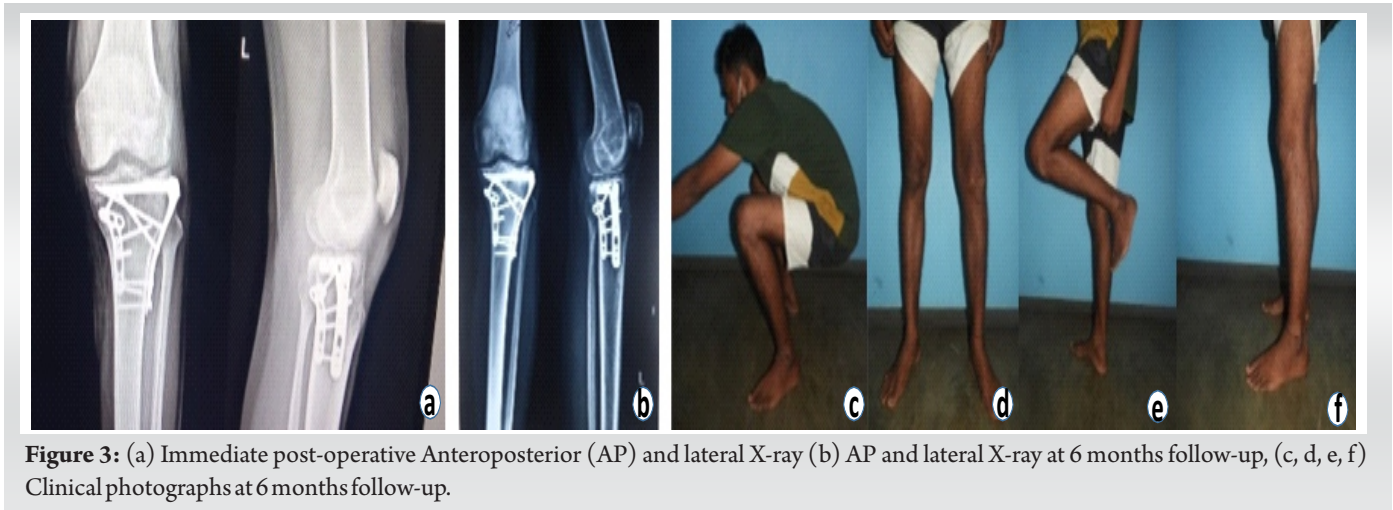 L
L
a
b
c
d
e
f
Figure 3: (a) Immediate post-operative Anteroposterior (AP) and lateral X-ray (b) AP and lateral X-ray at 6 months follow-up, (c, d, e, f)
Clinical photographs at 6 months follow-up.